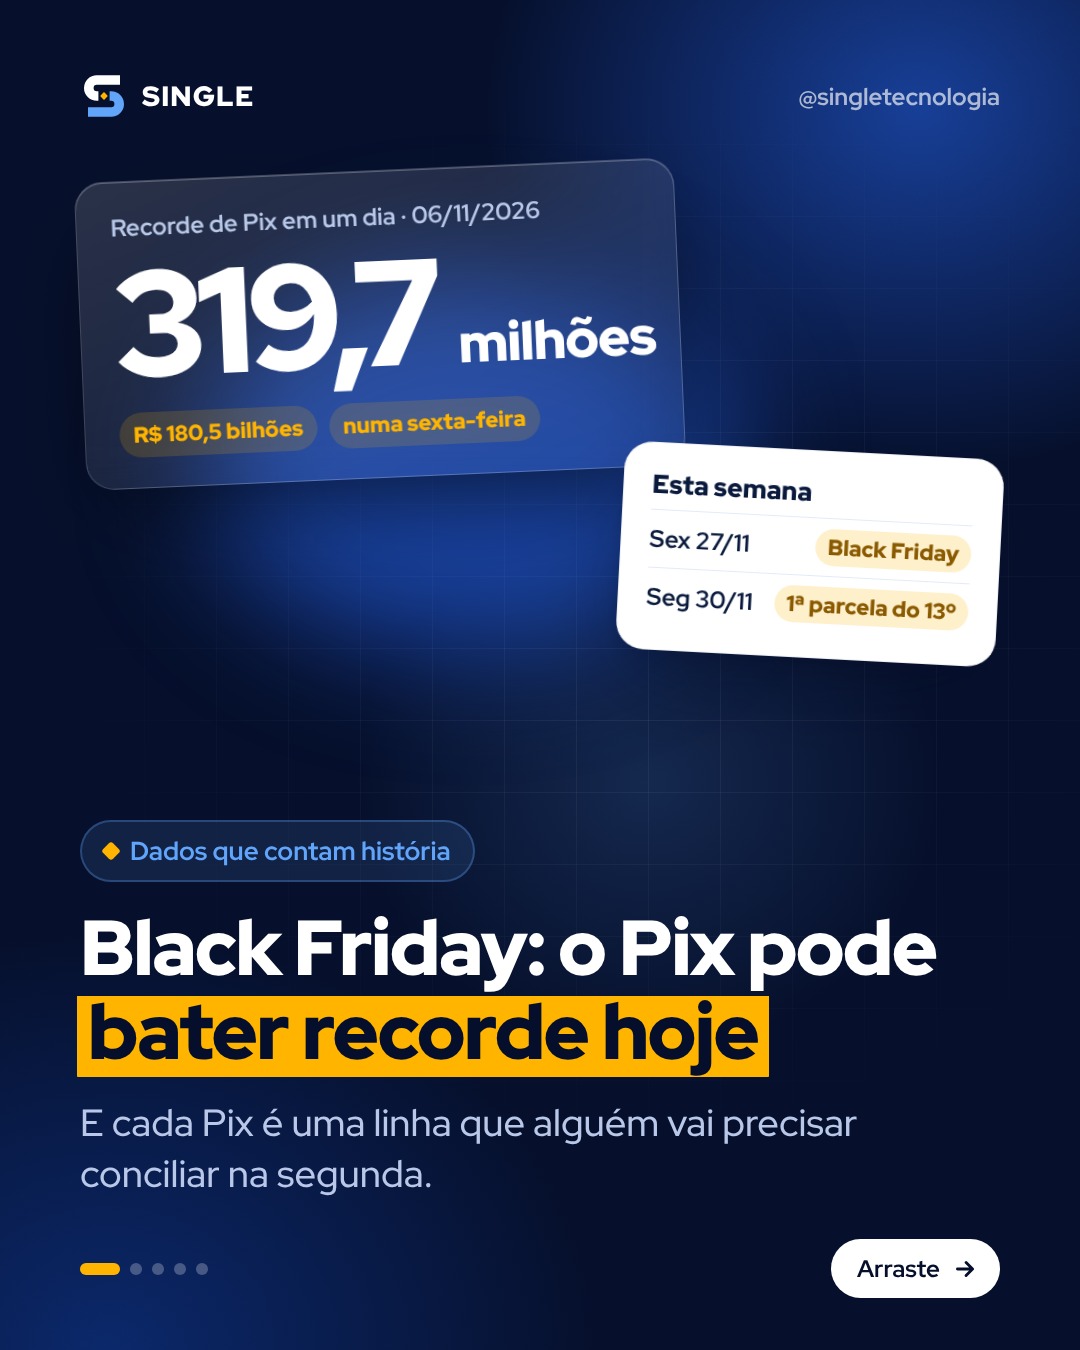 SINGLE
@singletecnologia
Recorde de Pix em um dia · 06/11/2026
319,7 milhões
R$ 180,5 bilhões
numa sexta-feira
Esta semana
Sex 27/11 Black Friday
Seg 30/11 1ª parcela do 13º
Dados que contam história
Black Friday: o Pix pode
bater recorde hoje
E cada Pix é uma linha que alguém vai precisar
conciliar na segunda.
Arraste →